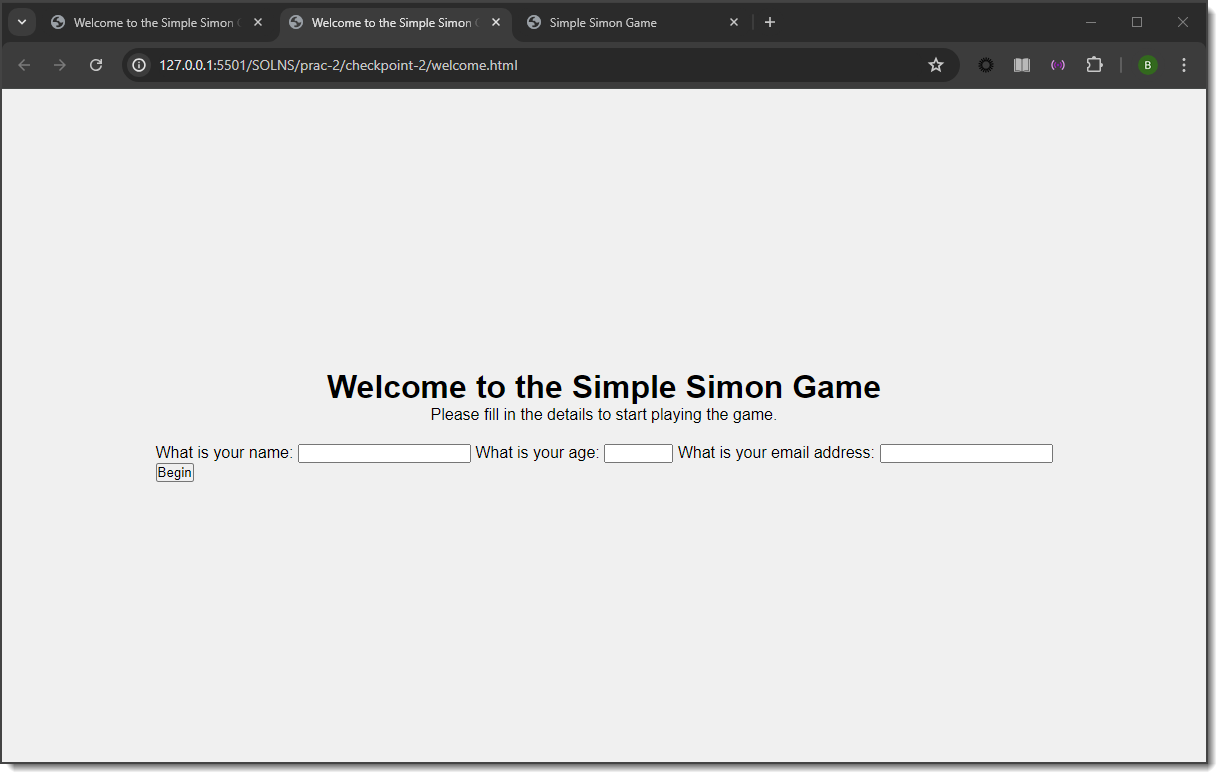 Welcome to the Simple Simon Welcome to the Simple Simon Simple Simon Game
127.0.0.1:5501/SOLNS/prac-2/checkpoint-2/welcome.html B
Welcome to the Simple Simon Game
Please fill in the details to start playing the game.
What is your name: What is your age: What is your email address:
Begin